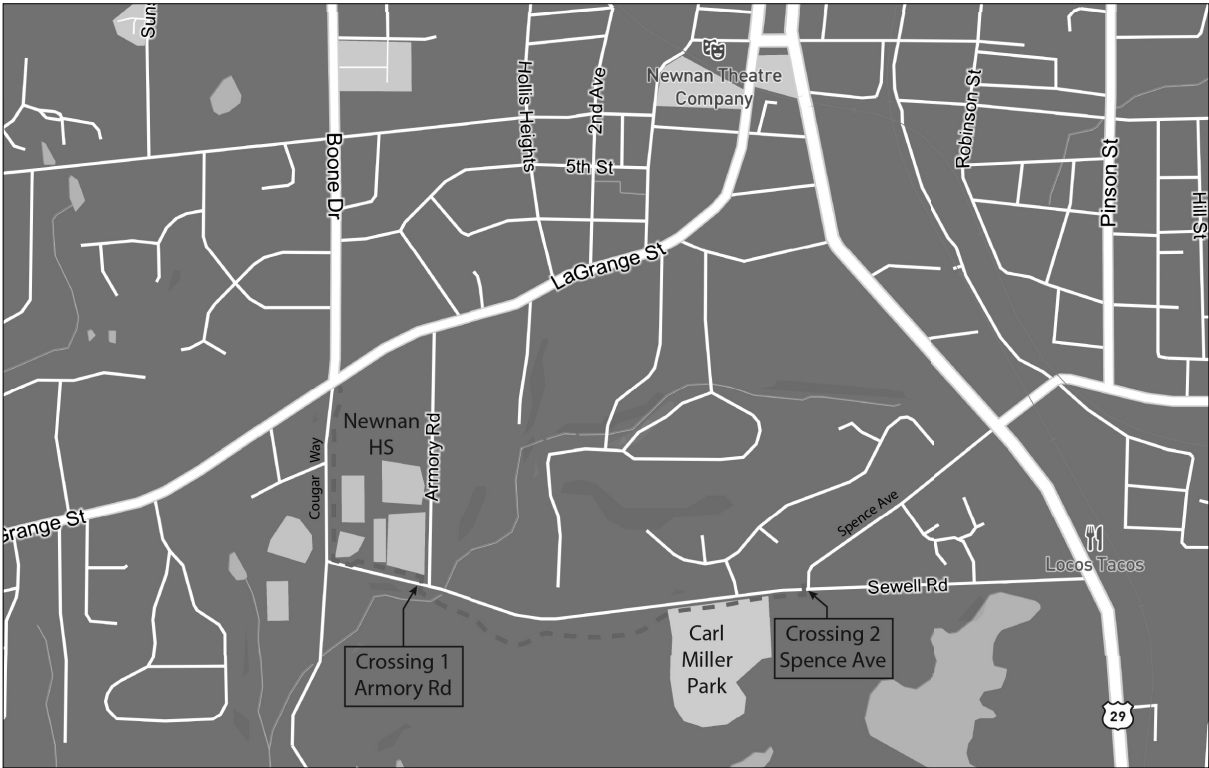 Suns
Hollis Heights
2nd Ave
Newnan Theatre
Company
Robinson St
Boone Dr
Pinson St
5th St
Hill St
LaGrange St
Newnan
HS
Armory Rd
Cougar Way
Grange St
Spence Ave
Locos Tacos
Sewell Rd
Carl
Miller
Park
Crossing 2
Spence Ave
Crossing 1
Armory Rd
29